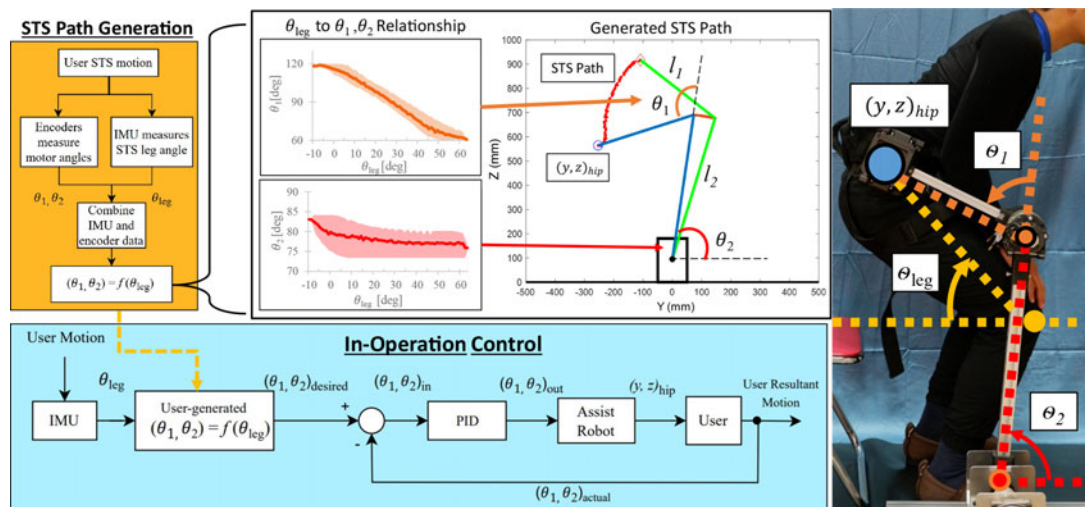 STS Path Generation
User STS motion
Encoders
measure
motor angles
IMU measures
STS leg angle
θ1, θ2
θleg
Combine
IMU and
encoder data
(θ1, θ2) = f(θleg)
θleg to θ1 ,θ2 Relationship
θ1[deg]
120
100
80
60
-10 0 10 20 30 40 50 60
θleg [deg]
θ2 [deg]
90
85
80
75
70
-10 0 10 20 30 40 50 60
θleg [deg]
Generated STS Path
Z (mm)
1000
900
800
700
600
500
400
300
200
100
0
-500 -400 -300 -200 -100 0 100 200 300 400 500
Y (mm)
STS Path
l1
θ1
(y, z)hip
l2
θ2
In-Operation Control
User Motion
θleg
IMU
User-generated
(θ1, θ2) = f(θleg)
(θ1, θ2)desired
+
-
(θ1, θ2)in
PID
(θ1, θ2)out
Assist
Robot
(y, z)hip
User
User Resultant
Motion
(θ1, θ2)actual
(y, z)hip
Θ1
Θleg
Θ2